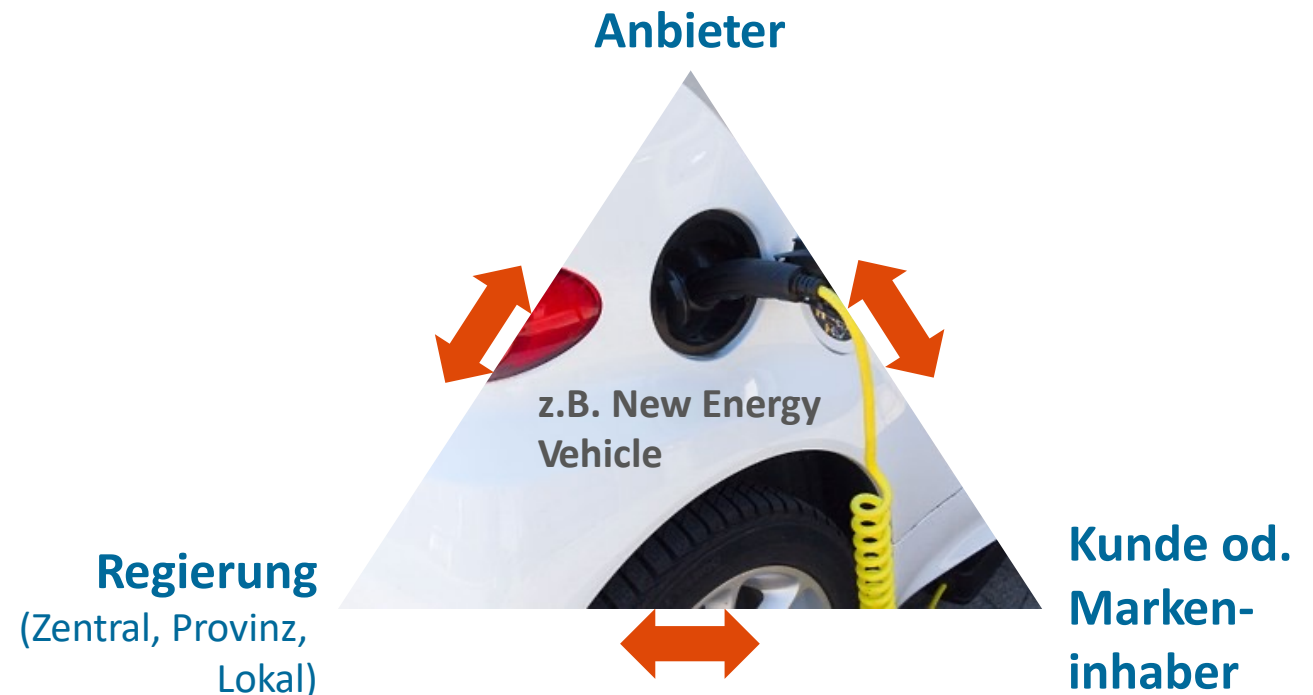 Anbieter
z.B. New Energy
Vehicle
Regierung
(Zentral, Provinz,
Lokal)
Kunde od.
Marken-
inhaber